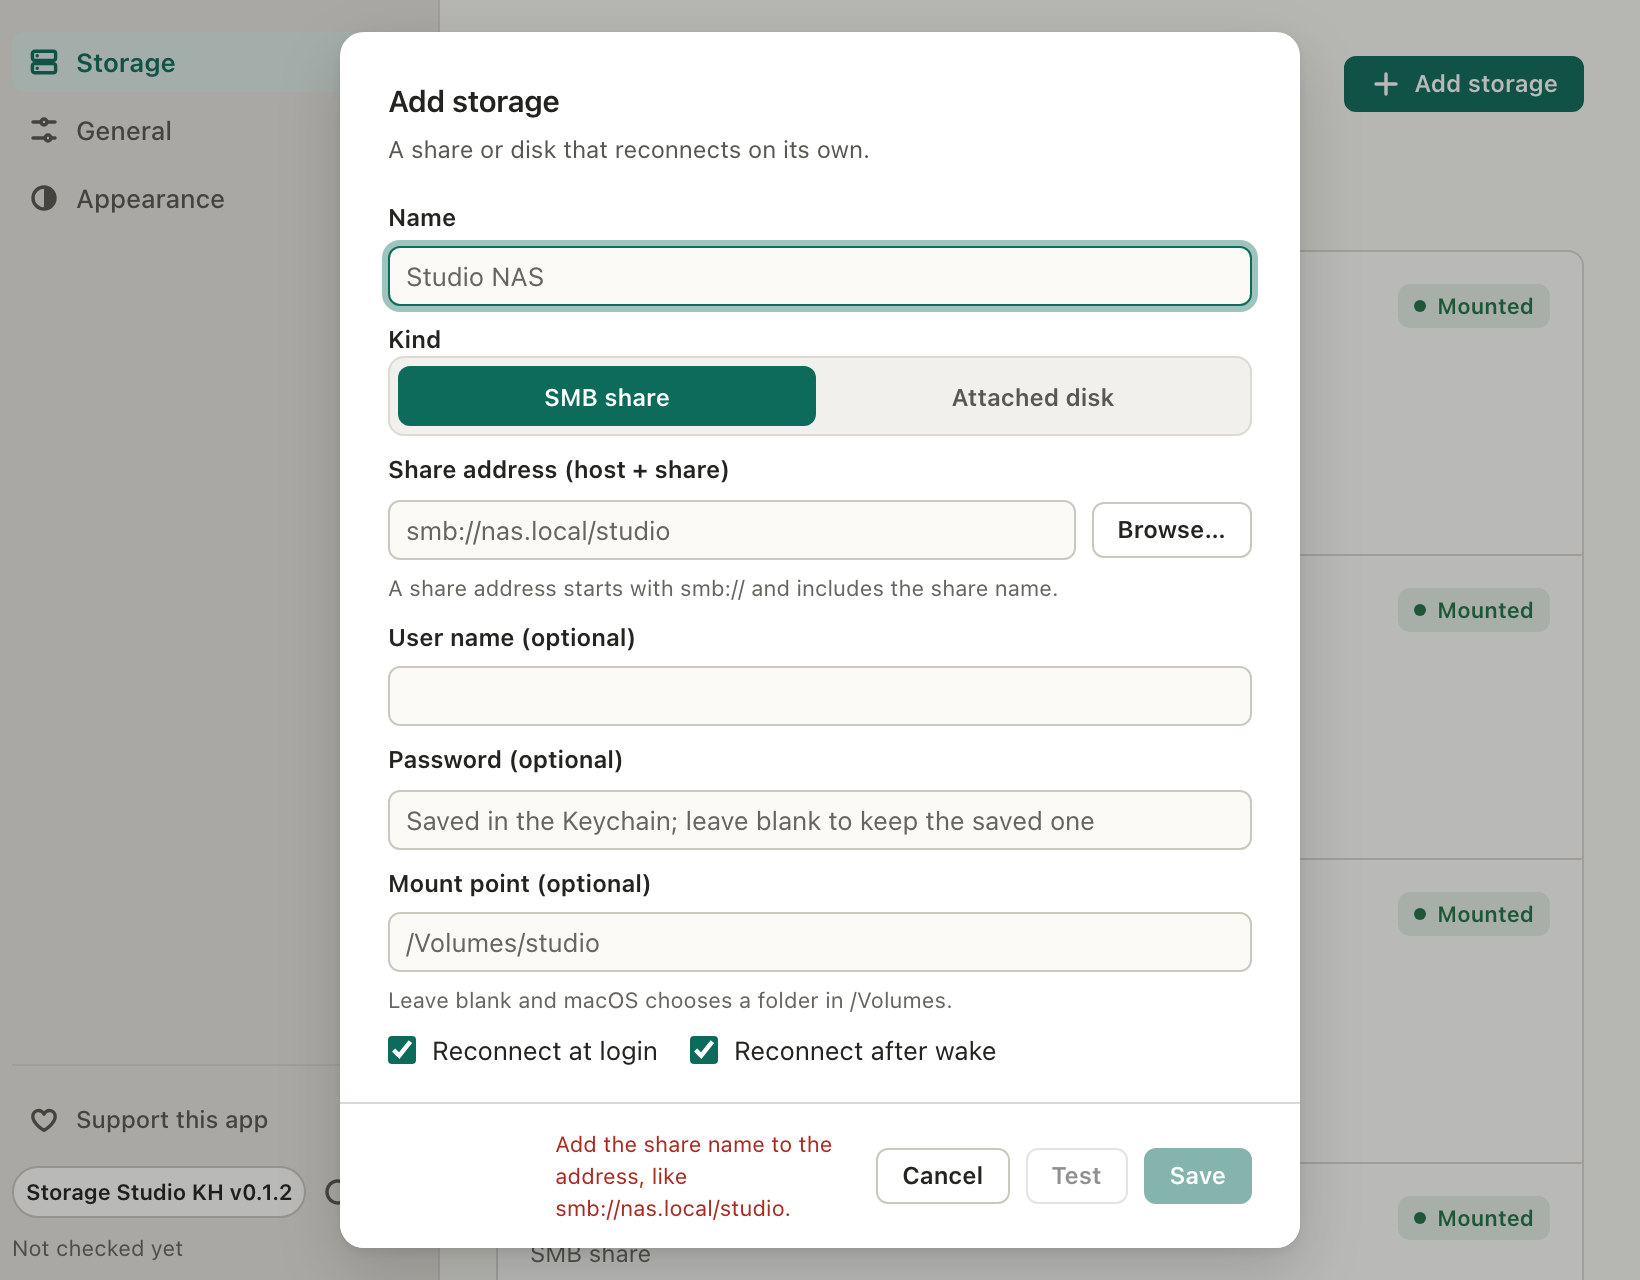 Storage
General
Appearance
Support this app
Storage Studio KH v0.1.2
Not checked yet
Add storage
Mounted
Mounted
Mounted
Mounted
SMB share
Add storage
A share or disk that reconnects on its own.
Name
Studio NAS
Kind
SMB share
Attached disk
Share address (host + share)
smb://nas.local/studio
Browse...
A share address starts with smb:// and includes the share name.
User name (optional)
Password (optional)
Saved in the Keychain; leave blank to keep the saved one
Mount point (optional)
/Volumes/studio
Leave blank and macOS chooses a folder in /Volumes.
Reconnect at login
Reconnect after wake
Add the share name to the
address, like
smb://nas.local/studio.
Cancel
Test
Save